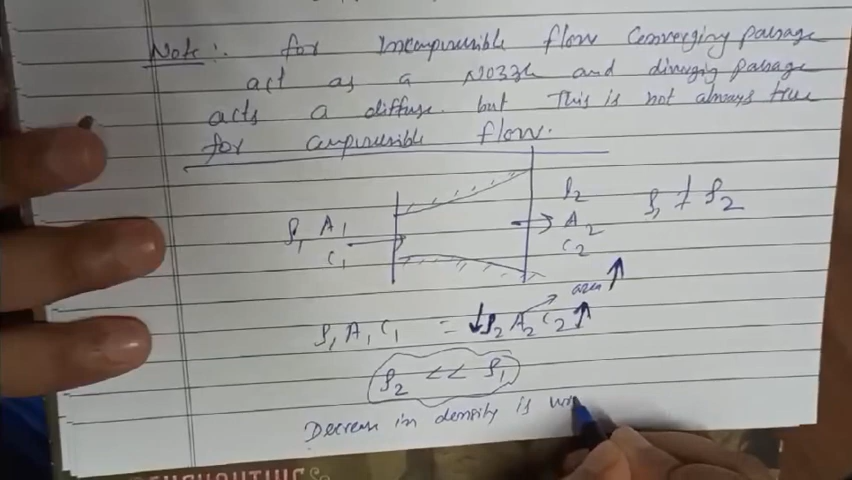 Note:- for Incompressible flow Converging passage
act as a Nozzle and diverging passage
acts a diffuse. but This is not always true
for compressible flow.
ρ1 A1 C1
ρ2 A2 C2
ρ1 ≠ ρ2
area ↑
ρ1 A1 C1 = ↓ρ2 A2 C2 ↑
ρ2 << ρ1
Decrease in density is